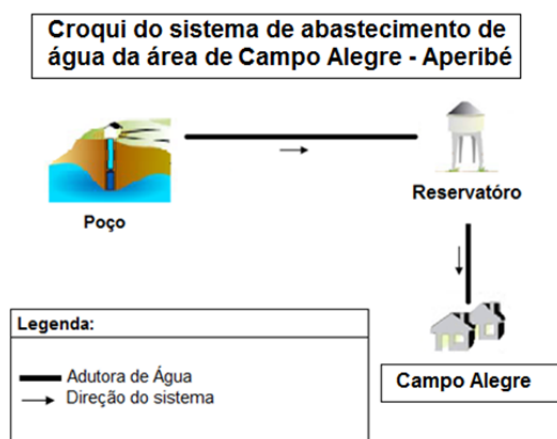 Croqui do sistema de abastecimento de
água da área de Campo Alegre - Aperibé
Poço
Reservatóro
Campo Alegre
Legenda:
Adutora de Água
Direção do sistema